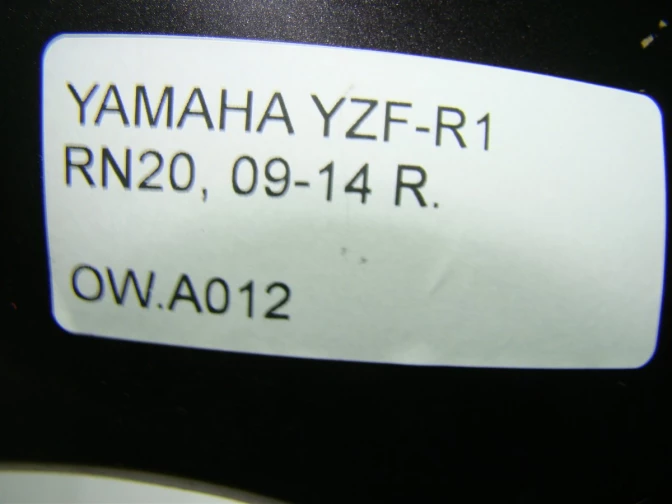 YAMAHA YZF-R1
RN20, 09-14 R.
OW.A012